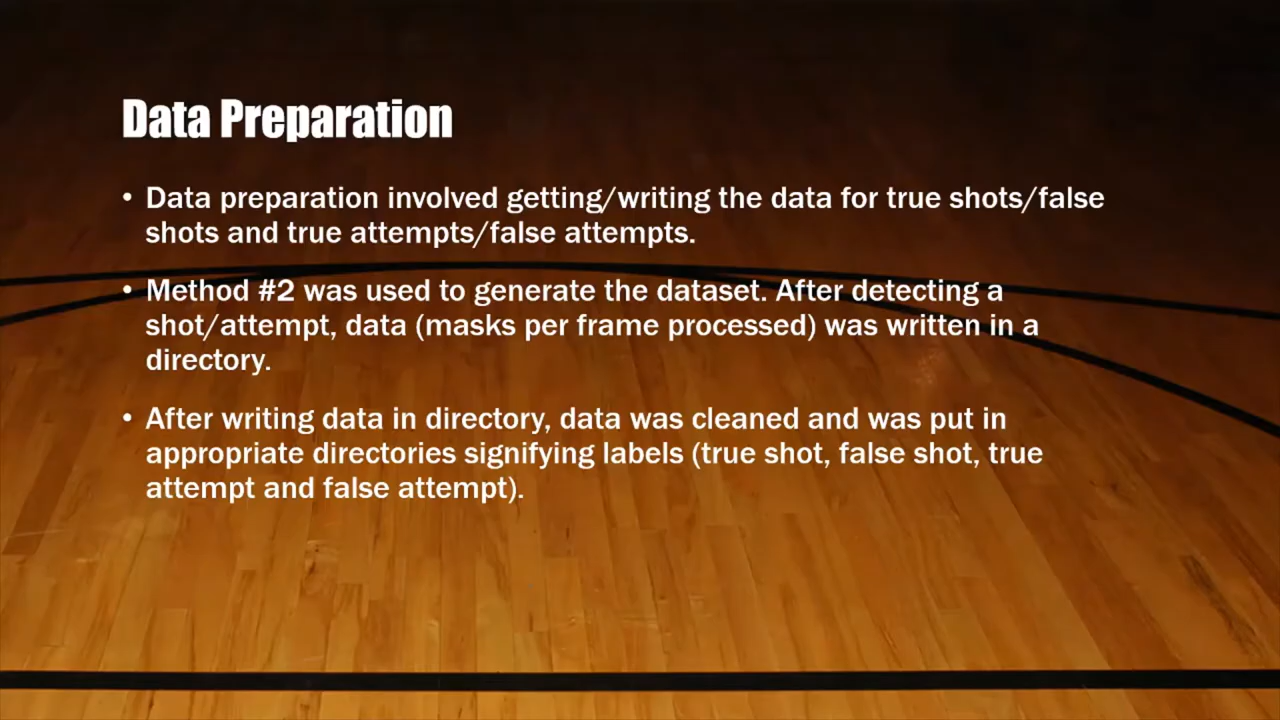 Data Preparation
• Data preparation involved getting/writing the data for true shots/false
shots and true attempts/false attempts.
• Method #2 was used to generate the dataset. After detecting a
shot/attempt, data (masks per frame processed) was written in a
directory.
• After writing data in directory, data was cleaned and was put in
appropriate directories signifying labels (true shot, false shot, true
attempt and false attempt).